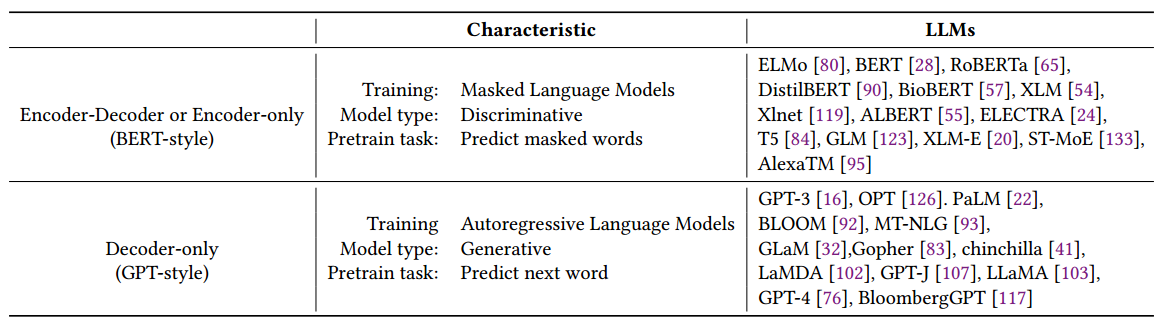 Characteristic LLMs
Encoder-Decoder or Encoder-only
(BERT-style)
Training: Masked Language Models
Model type: Discriminative
Pretrain task: Predict masked words
ELMo [80], BERT [28], RoBERTa [65],
DistilBERT [90], BioBERT [57], XLM [54],
Xlnet [119], ALBERT [55], ELECTRA [24],
T5 [84], GLM [123], XLM-E [20], ST-MoE [133],
AlexaTM [95]
Decoder-only
(GPT-style)
Training Autoregressive Language Models
Model type: Generative
Pretrain task: Predict next word
GPT-3 [16], OPT [126]. PaLM [22],
BLOOM [92], MT-NLG [93],
GLaM [32],Gopher [83], chinchilla [41],
LaMDA [102], GPT-J [107], LLaMA [103],
GPT-4 [76], BloombergGPT [117]